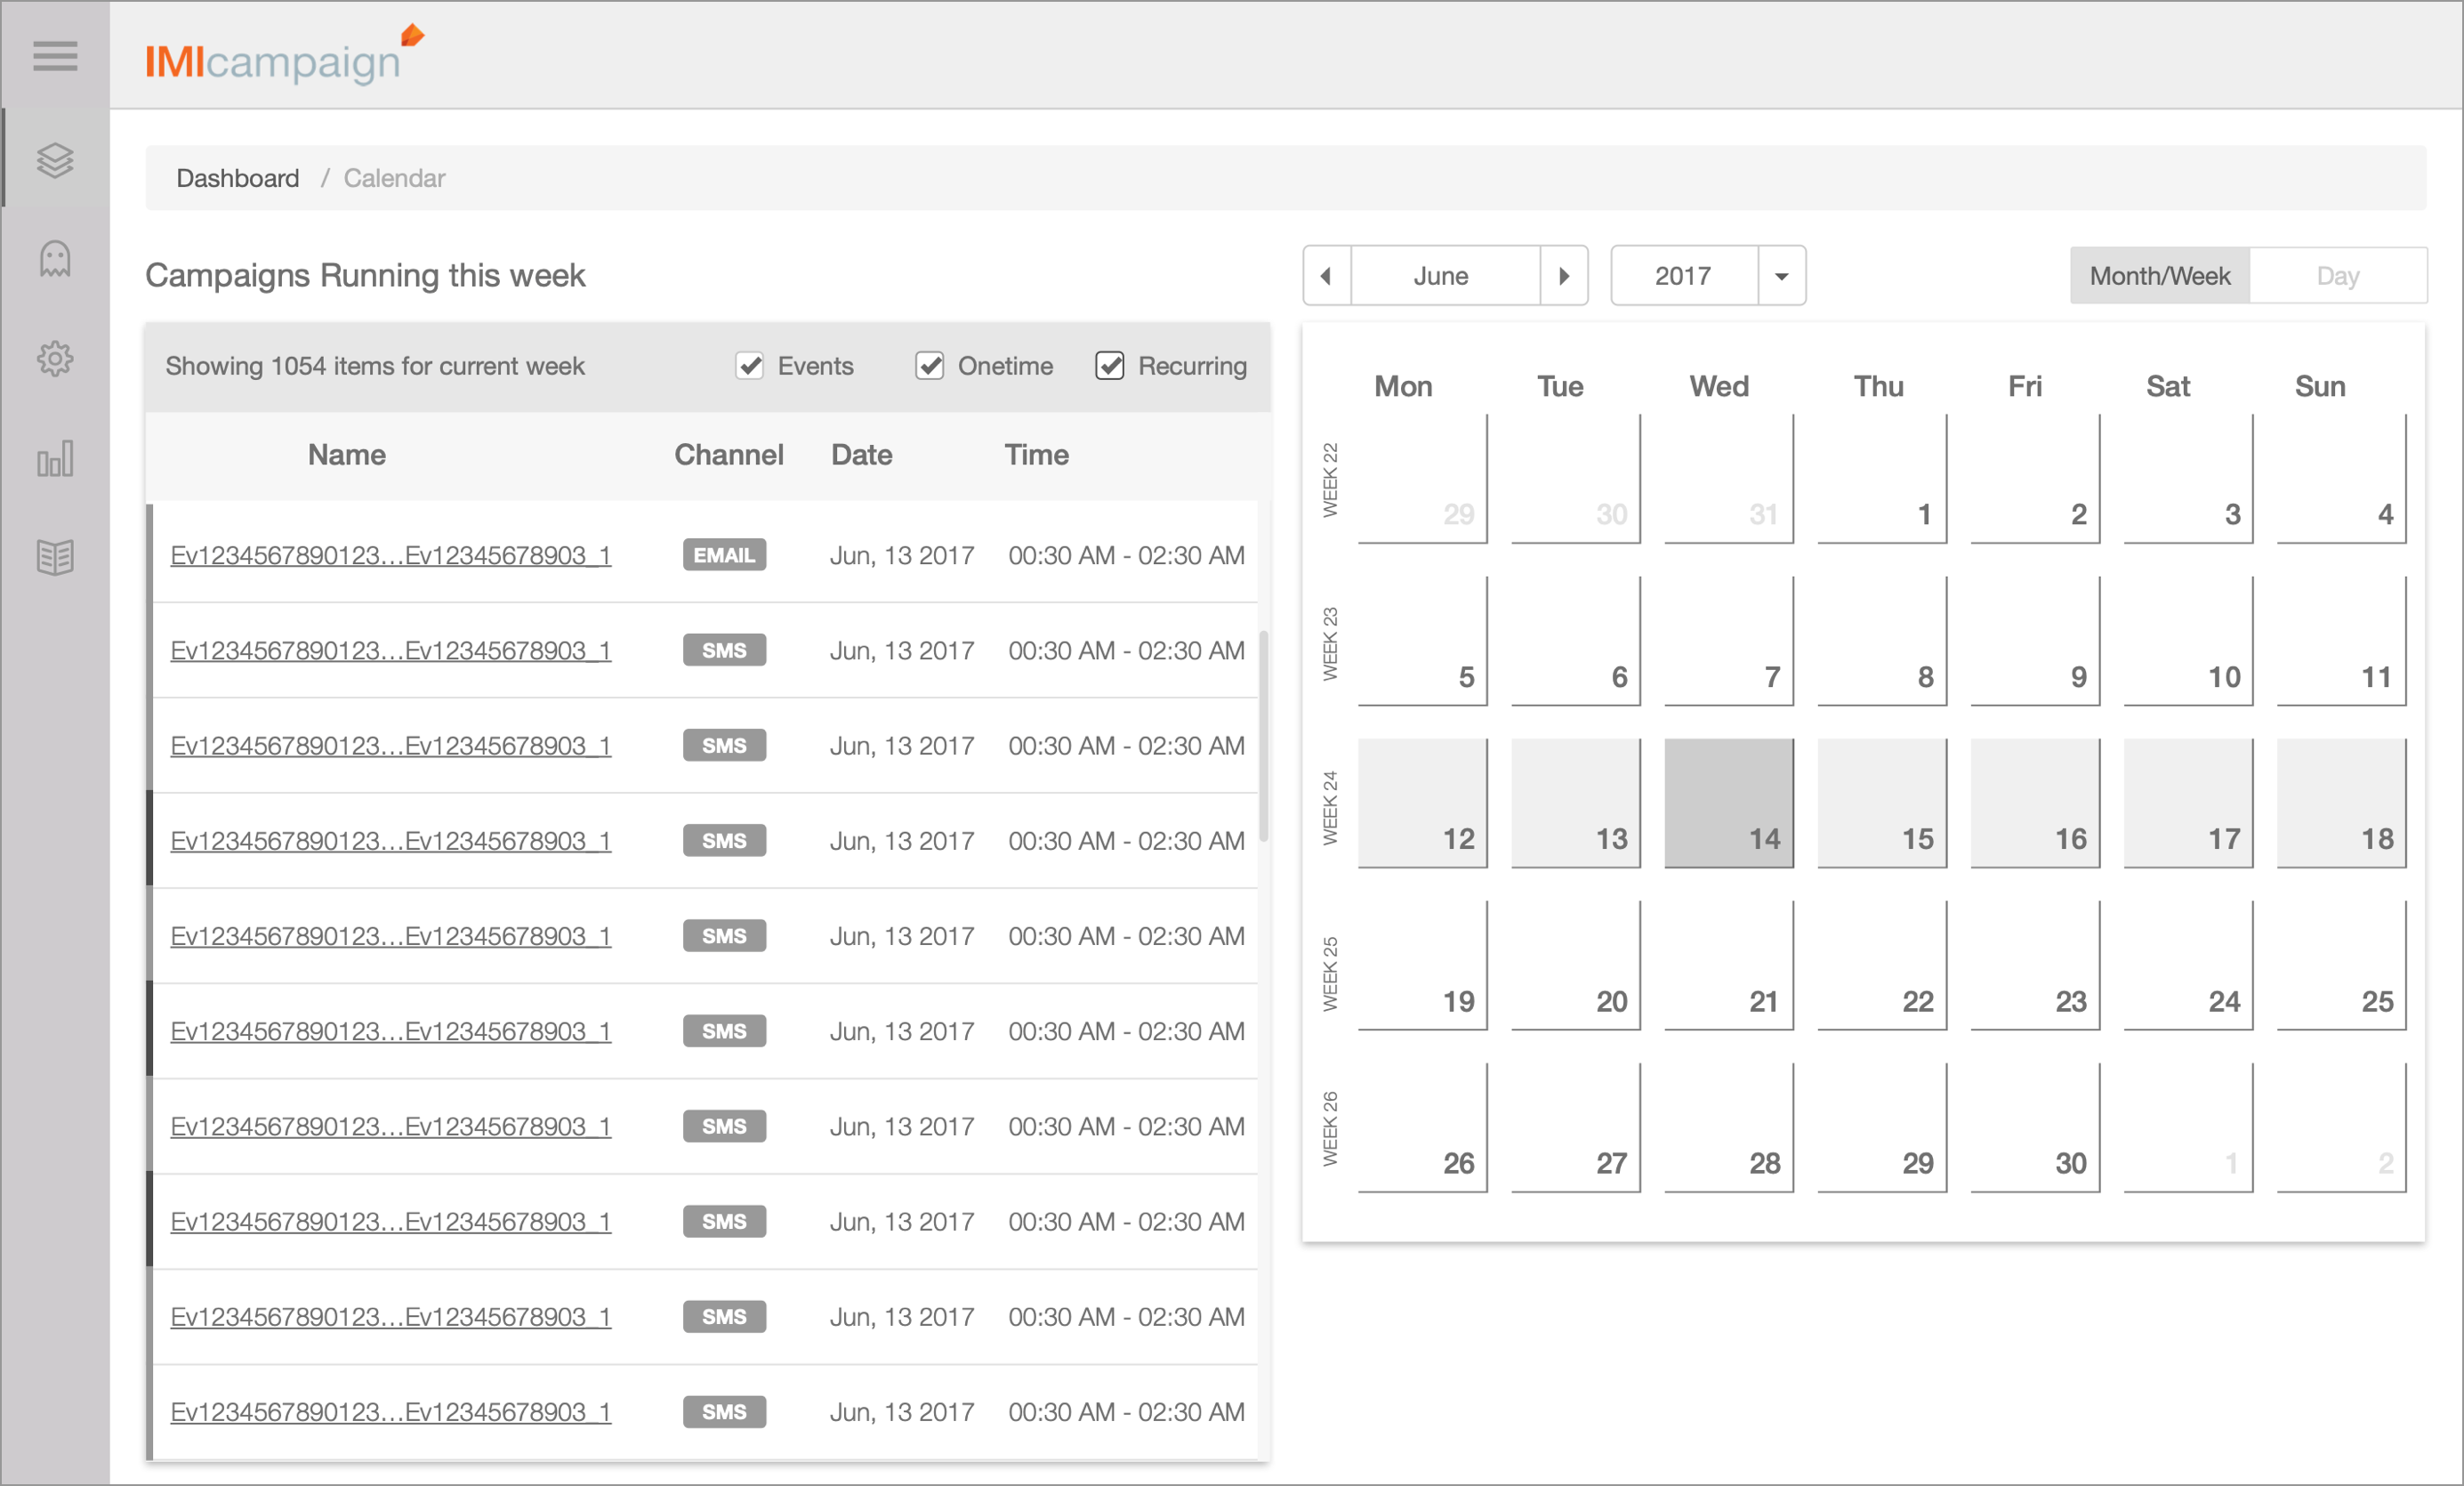 IMIcampaign
Dashboard / Calendar
Campaigns Running this week
June
2017
Month/Week
Day
Showing 1054 items for current week
Events
Onetime
Recurring
Name Channel Date Time
Ev1234567890123...Ev12345678903_1 EMAIL Jun, 13 2017 00:30 AM - 02:30 AM
Ev1234567890123...Ev12345678903_1 SMS Jun, 13 2017 00:30 AM - 02:30 AM
Ev1234567890123...Ev12345678903_1 SMS Jun, 13 2017 00:30 AM - 02:30 AM
Ev1234567890123...Ev12345678903_1 SMS Jun, 13 2017 00:30 AM - 02:30 AM
Ev1234567890123...Ev12345678903_1 SMS Jun, 13 2017 00:30 AM - 02:30 AM
Ev1234567890123...Ev12345678903_1 SMS Jun, 13 2017 00:30 AM - 02:30 AM
Ev1234567890123...Ev12345678903_1 SMS Jun, 13 2017 00:30 AM - 02:30 AM
Ev1234567890123...Ev12345678903_1 SMS Jun, 13 2017 00:30 AM - 02:30 AM
Ev1234567890123...Ev12345678903_1 SMS Jun, 13 2017 00:30 AM - 02:30 AM
Ev1234567890123...Ev12345678903_1 SMS Jun, 13 2017 00:30 AM - 02:30 AM
Mon Tue Wed Thu Fri Sat Sun
WEEK 22 29 30 31 1 2 3 4
WEEK 23 5 6 7 8 9 10 11
WEEK 24 12 13 14 15 16 17 18
WEEK 25 19 20 21 22 23 24 25
WEEK 26 26 27 28 29 30 1 2